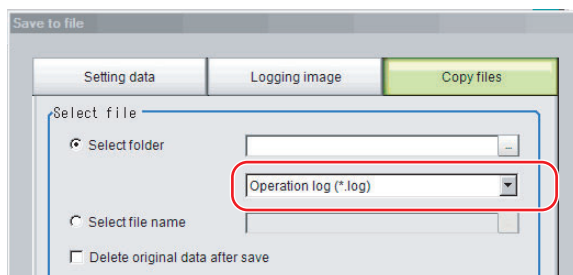 Save to file
Setting data
Logging image
Copy files
Select file
Select folder
...
Operation log (*.log)
Select file name
Delete original data after save